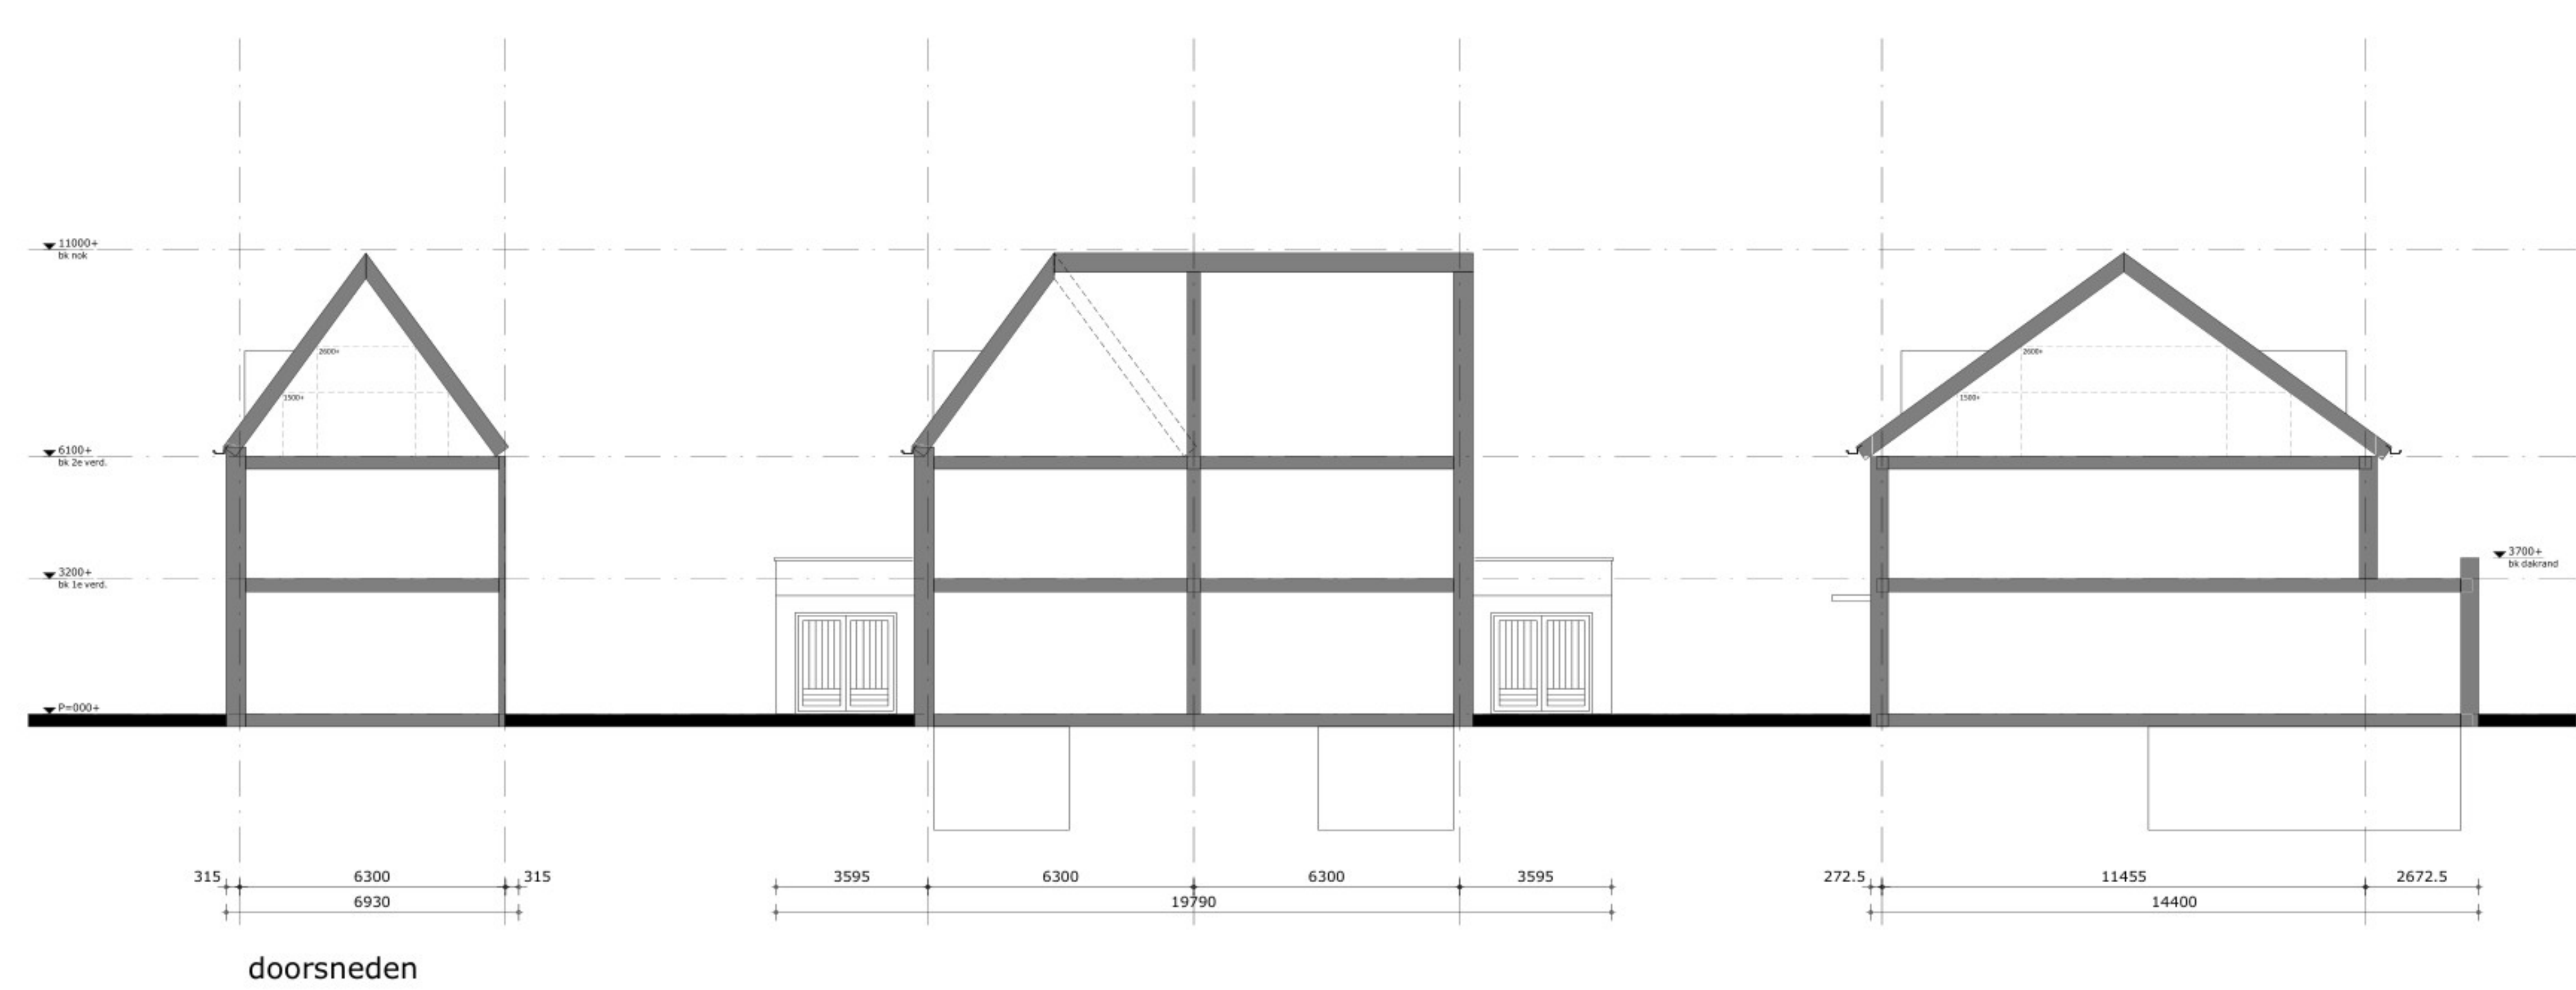 11000+
bk nok
2600+
2600+
1500+
1500+
6100+
bk 2e verd.
3700+
bk dakrand
3200+
bk 1e verd.
P=000+
315 6300 315 3595 6300 6300 3595 272.5 11455 2672.5
6930 19790 14400
doorsneden